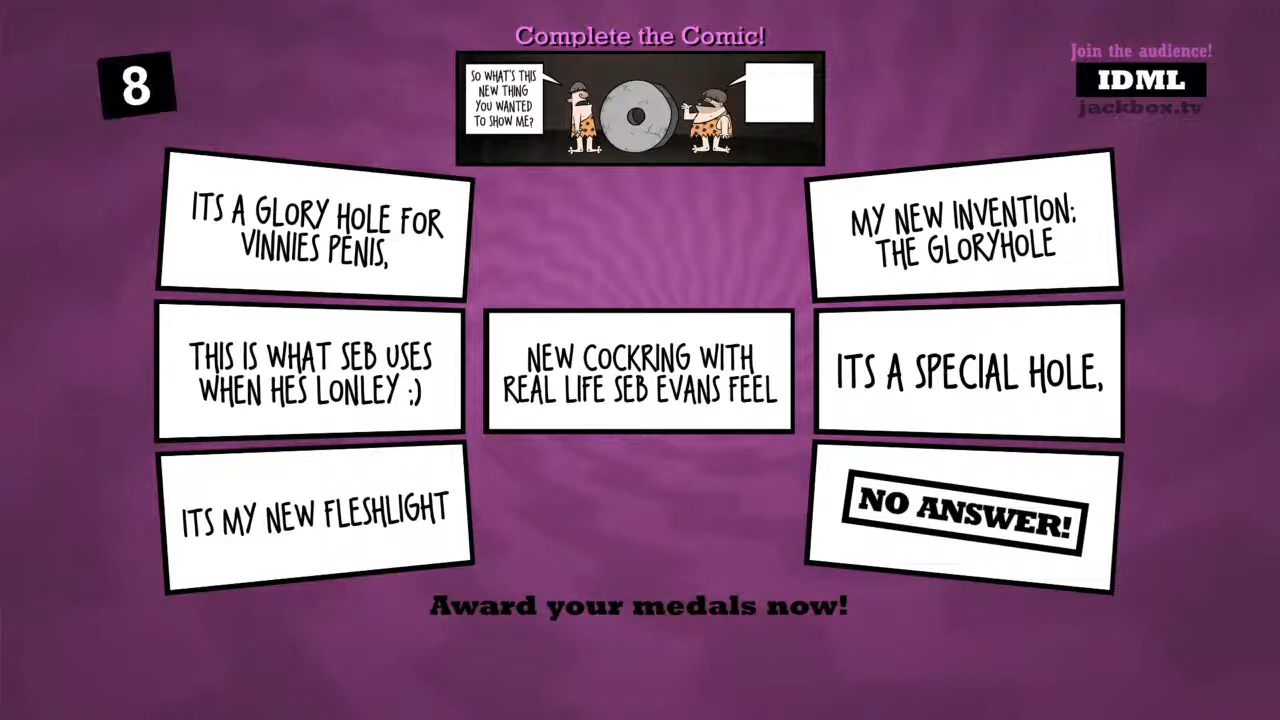 Complete the Comic!
8
SO WHAT'S THIS
NEW THING
YOU WANTED
TO SHOW ME?
Join the audience!
IDML
jackbox.tv
ITS A GLORY HOLE FOR
VINNIES PENIS,
MY NEW INVENTION:
THE GLORYHOLE
THIS IS WHAT SEB USES
WHEN HES LONLEY ;)
NEW COCKRING WITH
REAL LIFE SEB EVANS FEEL
ITS A SPECIAL HOLE,
ITS MY NEW FLESHLIGHT
NO ANSWER!
Award your medals now!